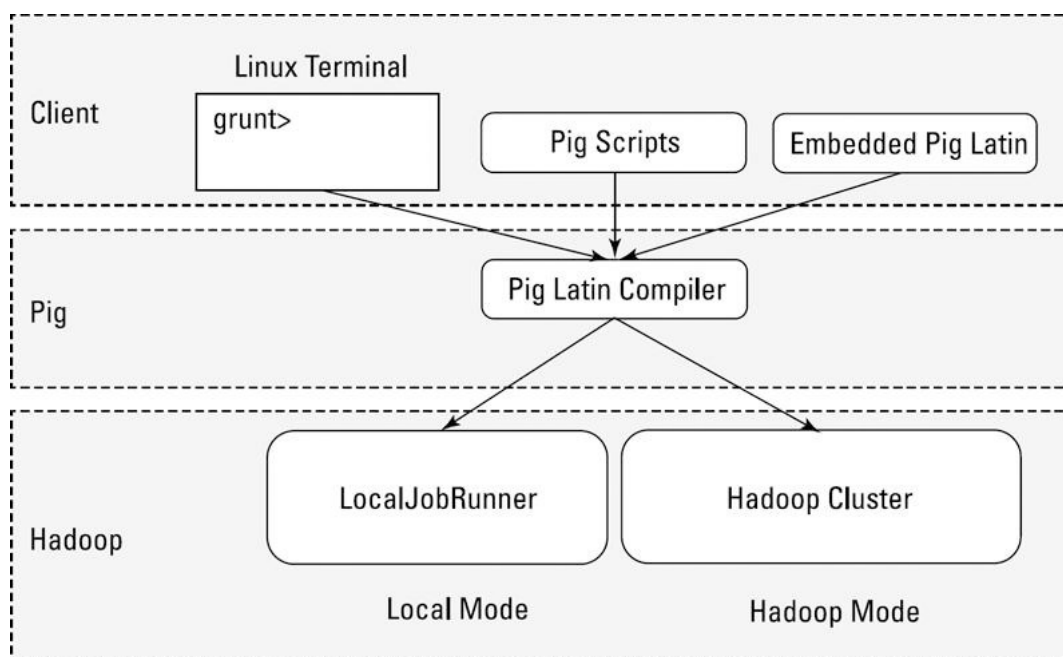 Linux Terminal
Client
grunt>
Pig Scripts
Embedded Pig Latin
Pig
Pig Latin Compiler
Hadoop
LocalJobRunner
Hadoop Cluster
Local Mode
Hadoop Mode